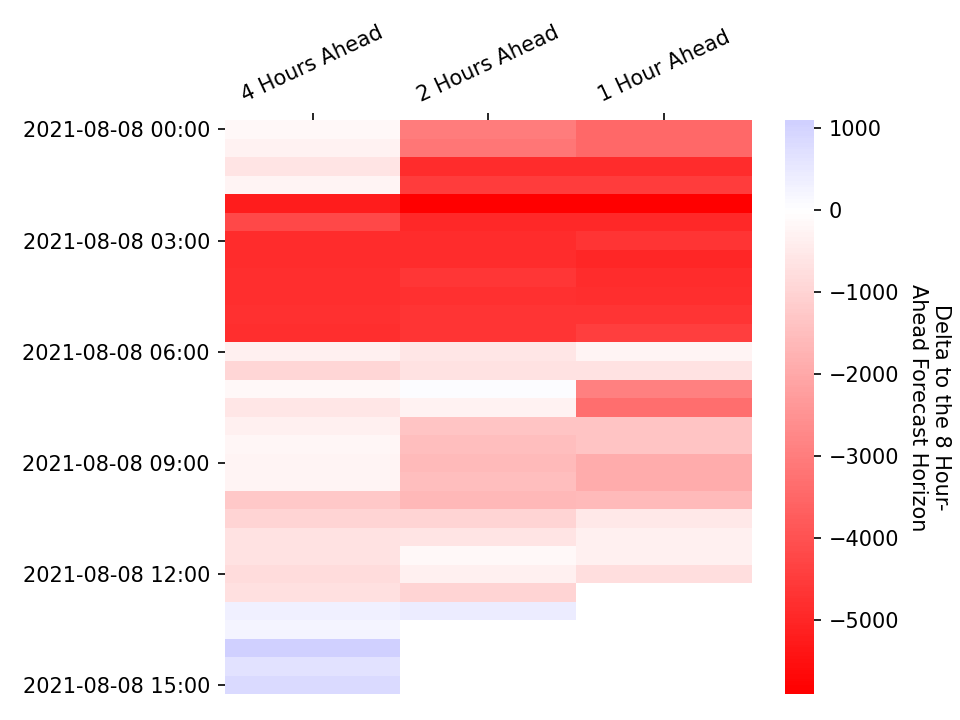 4 Hours Ahead
2 Hours Ahead
1 Hour Ahead
2021-08-08 00:00
2021-08-08 03:00
2021-08-08 06:00
2021-08-08 09:00
2021-08-08 12:00
2021-08-08 15:00
1000
0
−1000
−2000
−3000
−4000
−5000
Delta to the 8 Hour-
Ahead Forecast Horizon